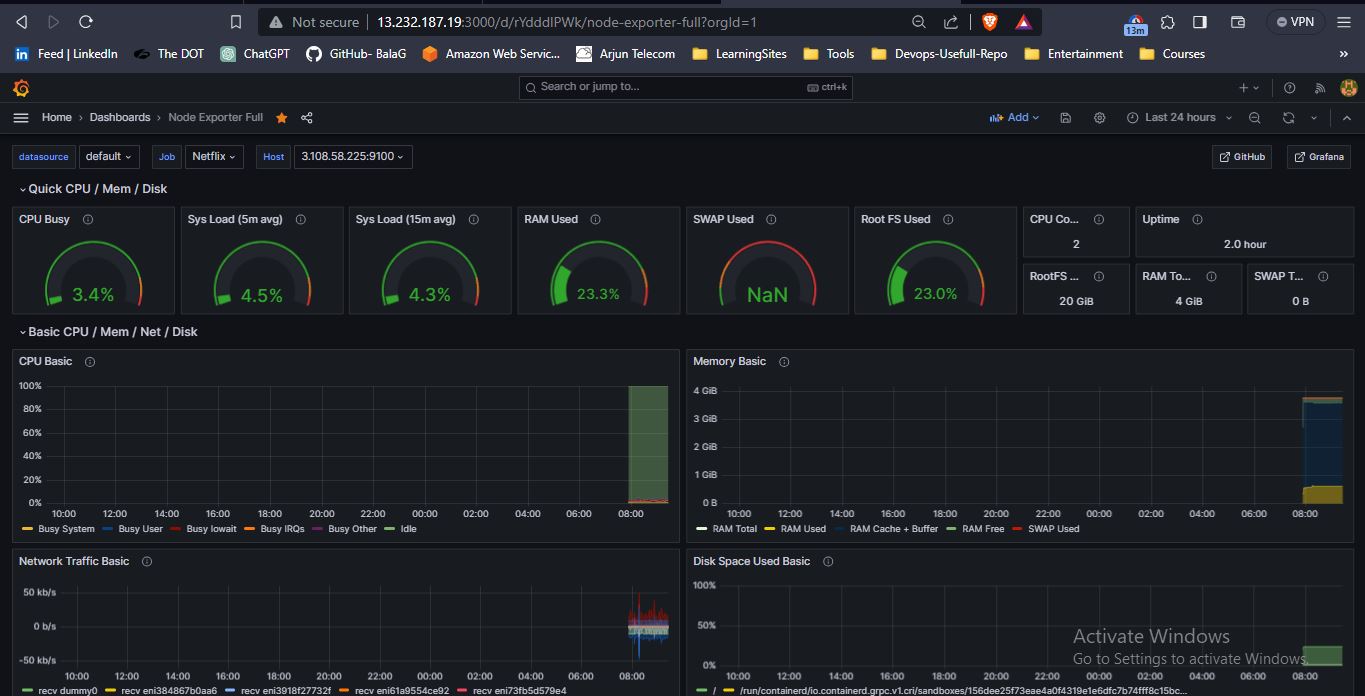 Not secure | 13.232.187.19:3000/d/rYdddlPWk/node-exporter-full?orgId=1
13m
VPN
Feed | LinkedIn The DOT ChatGPT GitHub- BalaG Amazon Web Servic... Arjun Telecom LearningSites Tools Devops-Usefull-Repo Entertainment Courses »
Search or jump to... ctrl+k
Home › Dashboards › Node Exporter Full
Add
Last 24 hours
datasource default Job Netflix Host 3.108.58.225:9100 GitHub Grafana
Quick CPU / Mem / Disk
CPU Busy
3.4%
Sys Load (5m avg)
4.5%
Sys Load (15m avg)
4.3%
RAM Used
23.3%
SWAP Used
NaN
Root FS Used
23.0%
CPU Co...
2
Uptime
2.0 hour
RootFS ...
20 GiB
RAM To...
4 GiB
SWAP T...
0 B
Basic CPU / Mem / Net / Disk
CPU Basic
100%
80%
60%
40%
20%
0%
10:00 12:00 14:00 16:00 18:00 20:00 22:00 00:00 02:00 04:00 06:00 08:00
Busy System Busy User Busy Iowait Busy IRQs Busy Other Idle
Memory Basic
4 GiB
3 GiB
2 GiB
1 GiB
0 B
10:00 12:00 14:00 16:00 18:00 20:00 22:00 00:00 02:00 04:00 06:00 08:00
RAM Total RAM Used RAM Cache + Buffer RAM Free SWAP Used
Network Traffic Basic
50 kb/s
0 b/s
-50 kb/s
10:00 12:00 14:00 16:00 18:00 20:00 22:00 00:00 02:00 04:00 06:00 08:00
recv dummy0 recv eni384867b0aa6 recv eni3918f27732f recv eni61a9554ce92 recv eni73fb5d579e4
Disk Space Used Basic
100%
50%
0%
10:00 12:00 14:00 16:00 18:00 20:00 22:00 00:00 02:00 04:00 06:00 08:00
/ /run/containerd/io.containerd.grpc.v1.cri/sandboxes/156dee25f73eae4a0f4319e1e6dfc7b74fff8c15bc...
Activate Windows
Go to Settings to activate Windows.